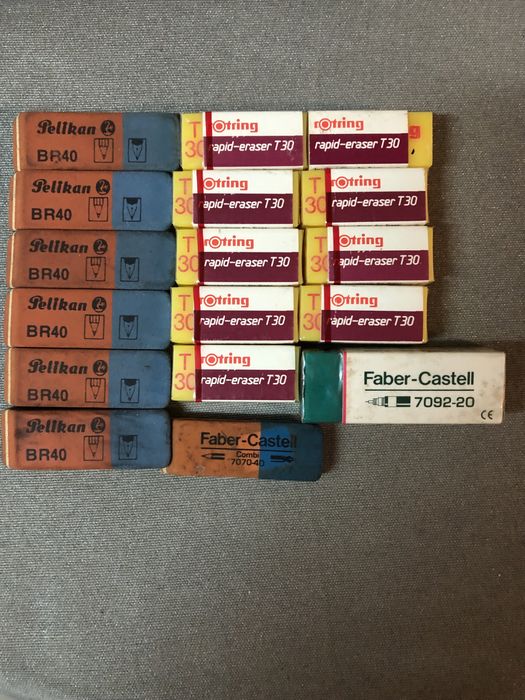 Pelikan
BR40
T
30
rotring
rapid-eraser T30
rotring
rapid-eraser T30
g
Pelikan
BR40
T
30
rotring
rapid-eraser T30
T
30
rotring
rapid-eraser T30
Pelikan
BR40
T
30
rotring
rapid-eraser T30
T
30
rotring
rapid-eraser T30
Pelikan
BR40
T
30
rotring
rapid-eraser T30
T
30
rotring
rapid-eraser T30
Pelikan
BR40
T
30
rotring
rapid-eraser T30
Faber-Castell
7092-20
CE
Pelikan
BR40
Faber-Castell
Combi
7070-40